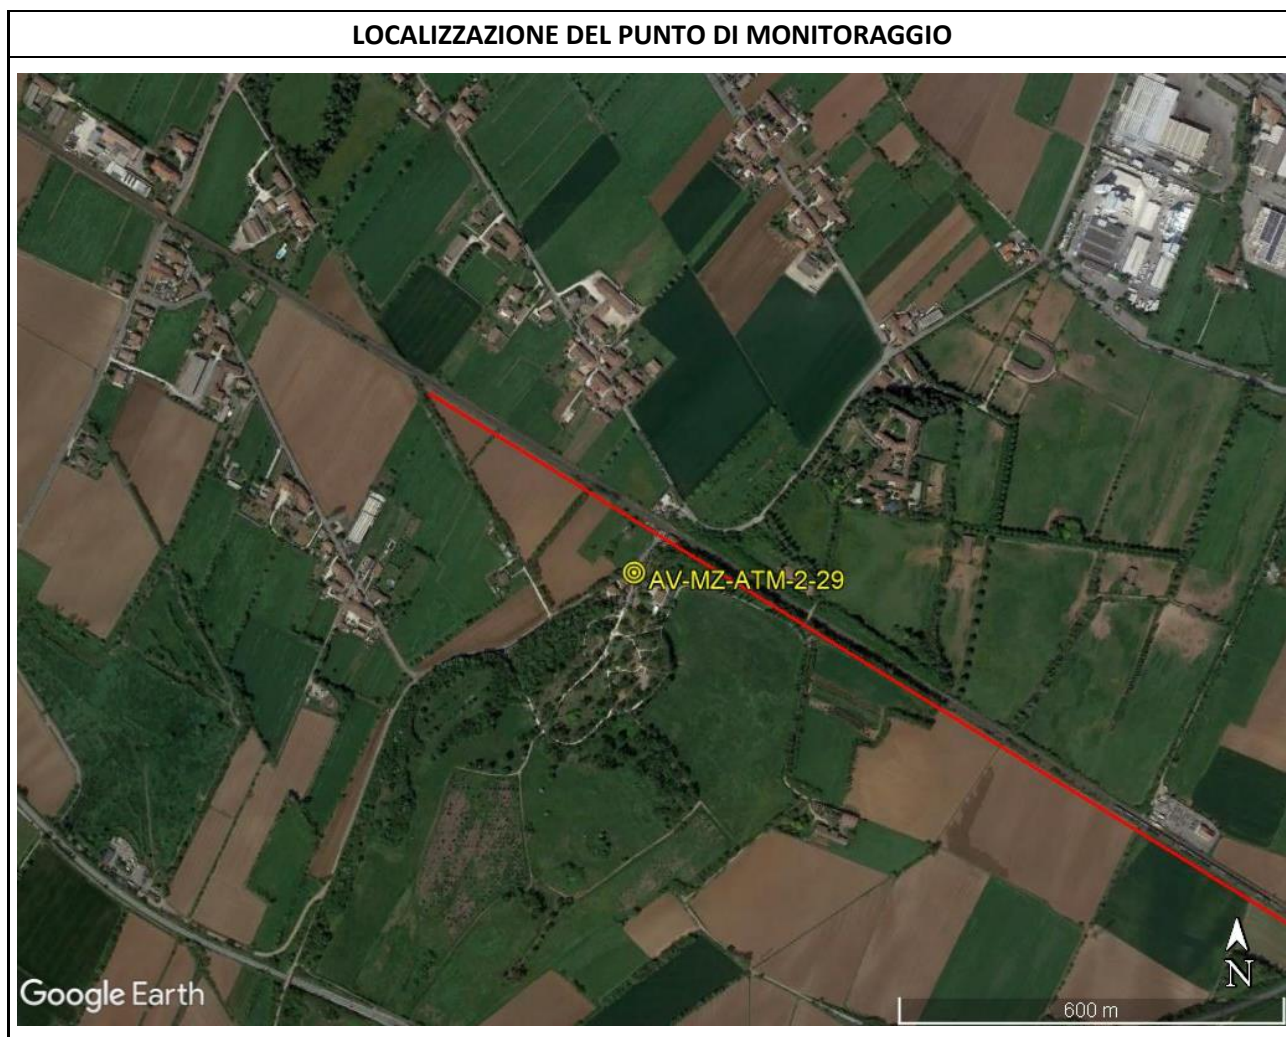 LOCALIZZAZIONE DEL PUNTO DI MONITORAGGIO
AV-MZ-ATM-2-29
N
Google Earth
600 m